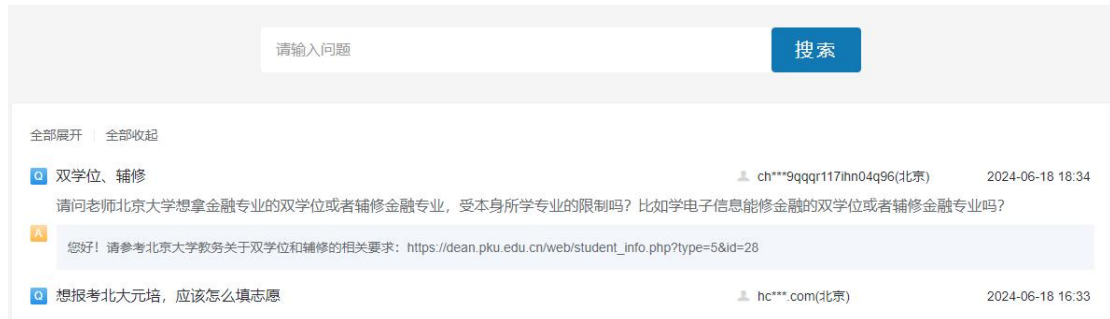 请输入问题
搜索
全部展开 | 全部收起
Q 双学位、辅修 ch***9qqqr117ihn04q96(北京) 2024-06-18 18:34
请问老师北京大学想拿金融专业的双学位或者辅修金融专业，受本身所学专业的限制吗？比如学电子信息能修金融的双学位或者辅修金融专业吗？
A
您好！请参考北京大学教务关于双学位和辅修的相关要求：https://dean.pku.edu.cn/web/student_info.php?type=5&id=28
Q 想报考北大元培，应该怎么填志愿 hc***.com(北京) 2024-06-18 16:33